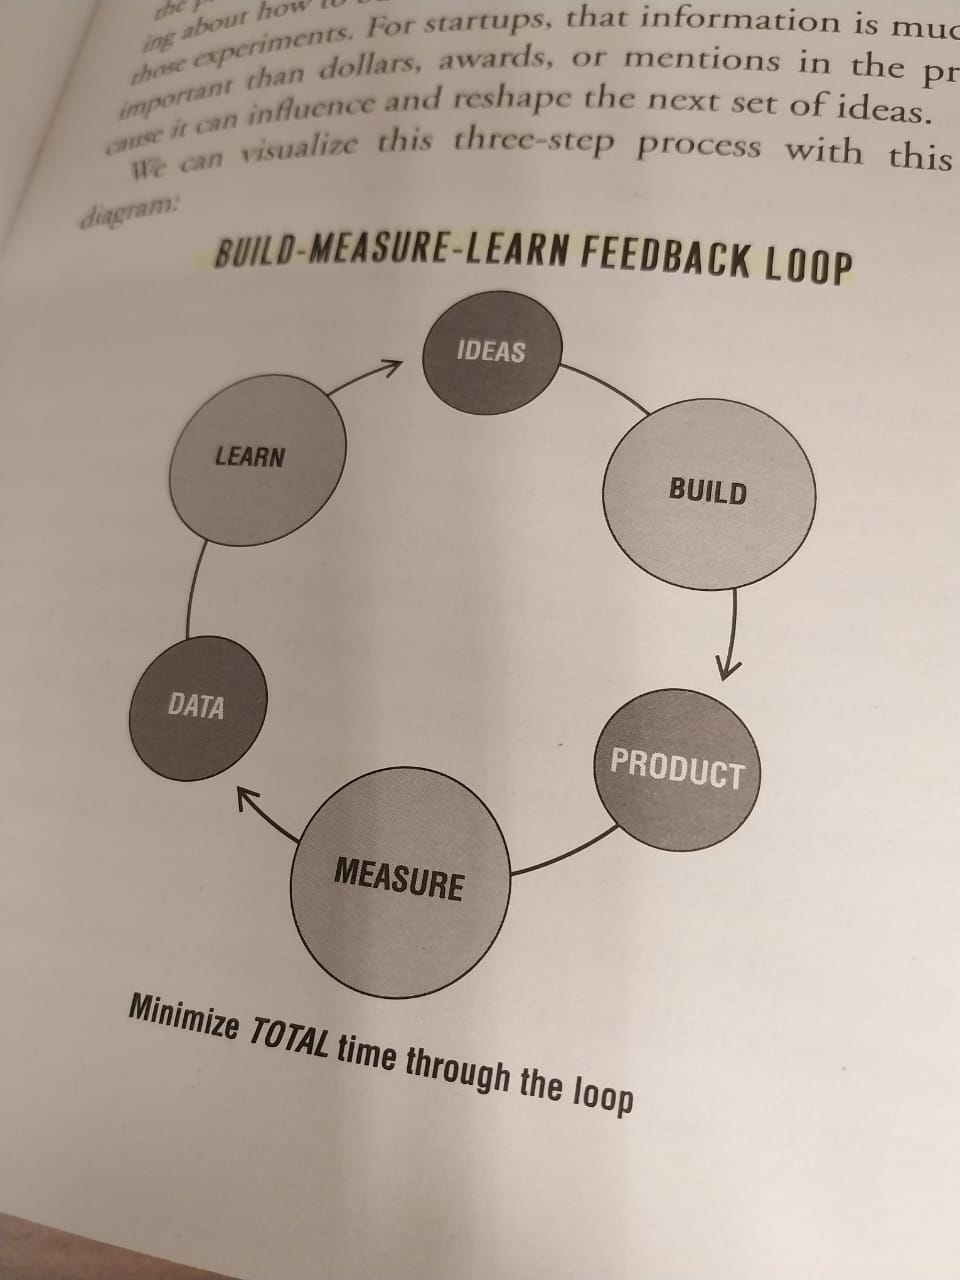 the
ing about how to
those experiments. For startups, that information is muc
important than dollars, awards, or mentions in the pr
cause it can influence and reshape the next set of ideas.
We can visualize this three-step process with this
diagram:
BUILD-MEASURE-LEARN FEEDBACK LOOP
IDEAS
LEARN
BUILD
DATA
PRODUCT
MEASURE
Minimize TOTAL time through the loop